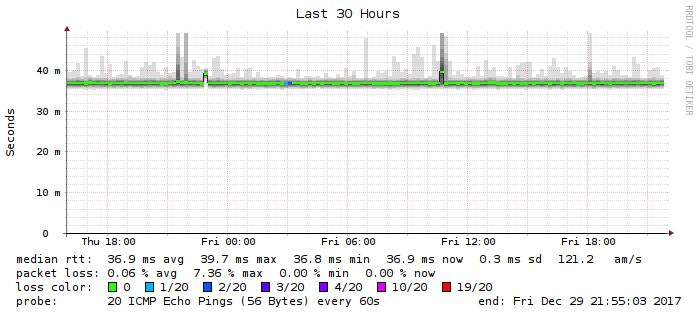 Last 30 Hours
RRDTOOL / TOBI OETIKER
Seconds
40 m
30 m
20 m
10 m
0
Thu 18:00 Fri 00:00 Fri 06:00 Fri 12:00 Fri 18:00
median rtt: 36.9 ms avg 39.7 ms max 36.8 ms min 36.9 ms now 0.3 ms sd 121.2 am/s
packet loss: 0.06 % avg 7.36 % max 0.00 % min 0.00 % now
loss color: 0 1/20 2/20 3/20 4/20 10/20 19/20
probe: 20 ICMP Echo Pings (56 Bytes) every 60s end: Fri Dec 29 21:55:03 2017